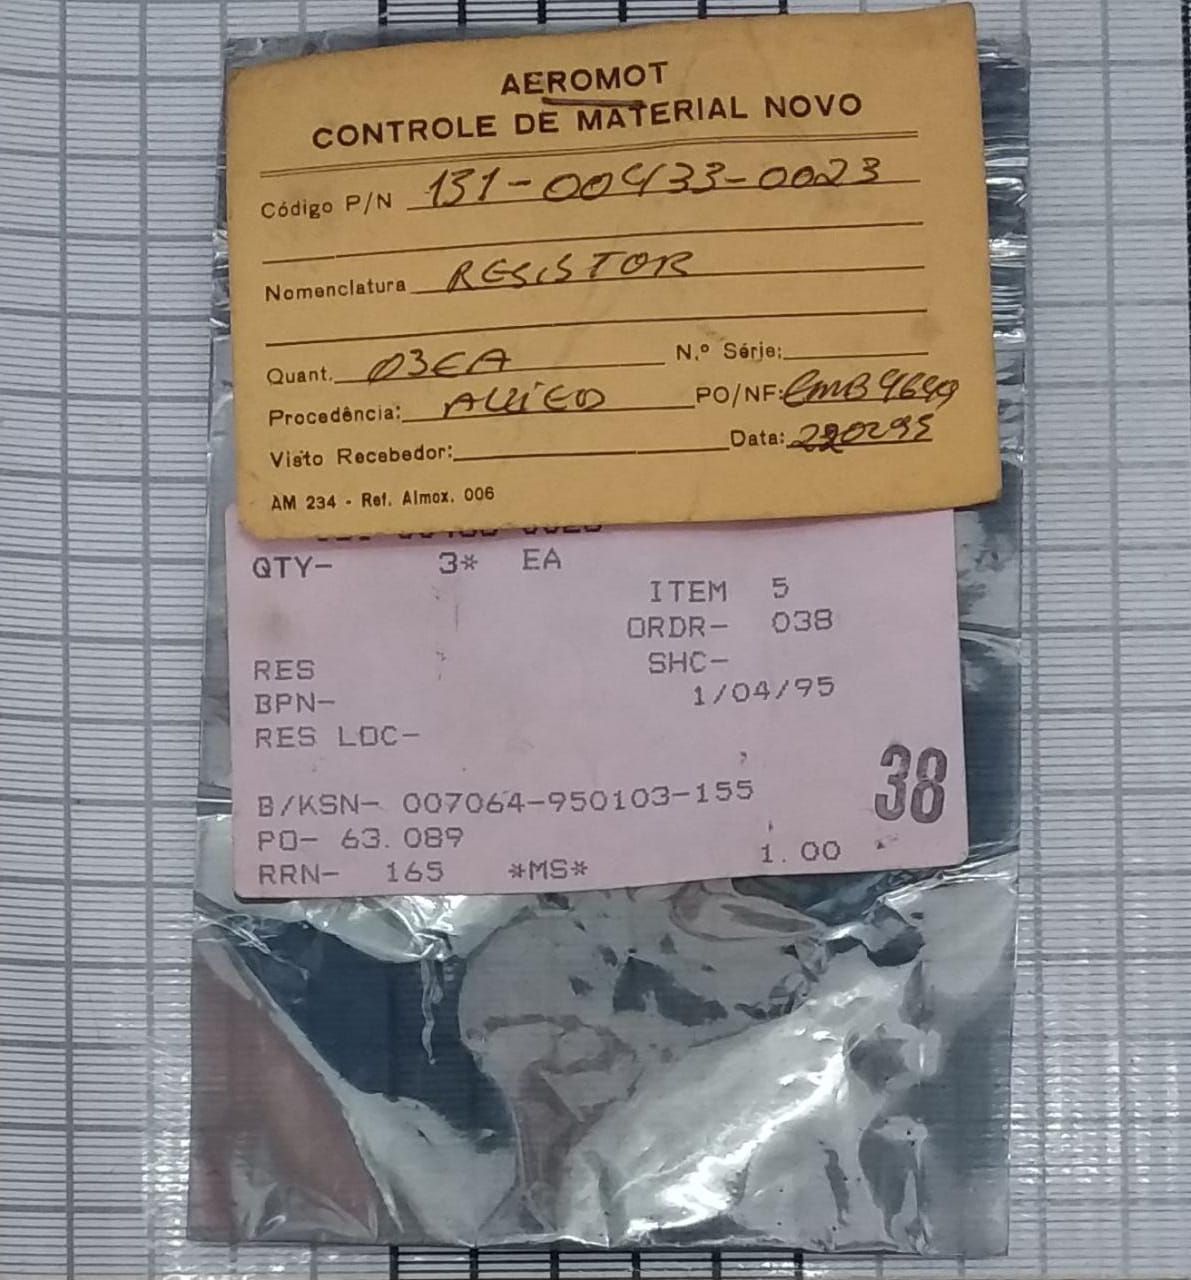 AEROMOT
CONTROLE DE MATERIAL NOVO
Código P/N 131-00433-0023
Nomenclatura RESISTOR
Quant. 03EA N.º Série:
Procedência: ALLIED PO/NF: EMB 9649
Visto Recebedor: Data: 220295
AM 234 - Ref. Almox. 006
QTY- 3* EA
ITEM 5
ORDR- 038
RES SHC-
BPN- 1/04/95
RES LOC-
38
B/KSN- 007064-950103-155
PO- 63.089
RRN- 165 *MS* 1.00